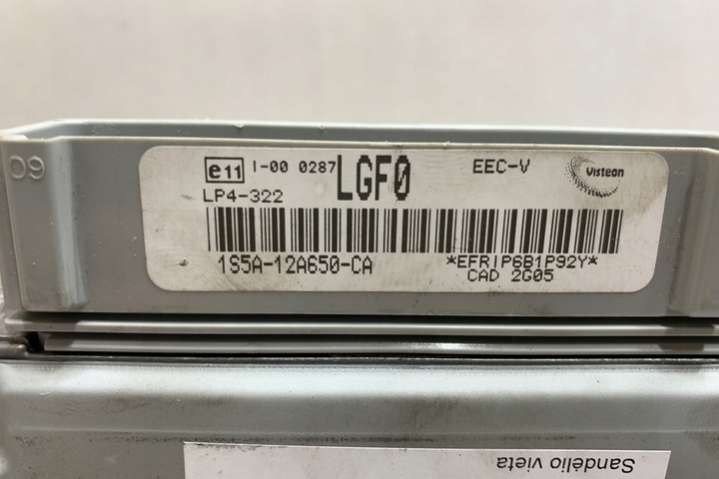 09
e11 I-00 0287 LGF0 EEC-V Visteon
LP4-322
1S5A-12A650-CA *EFRIP6B1P92Y*
CAD 2G05
Sandėlio vieta